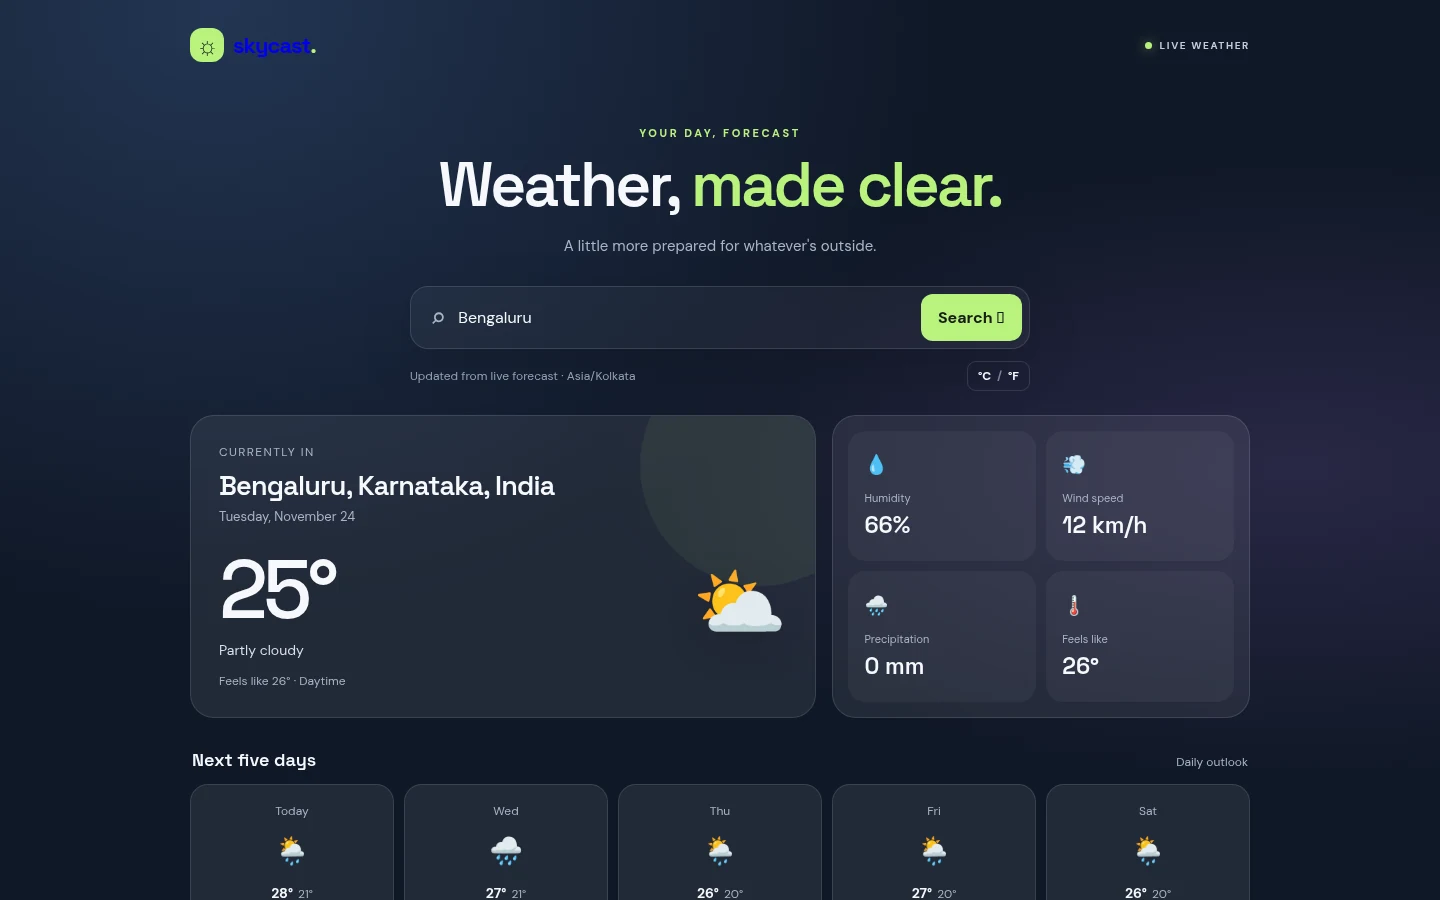 skycast.
LIVE WEATHER
YOUR DAY, FORECAST
Weather, made clear.
A little more prepared for whatever's outside.
Bengaluru
Search
Updated from live forecast · Asia/Kolkata
°C / °F
CURRENTLY IN
Bengaluru, Karnataka, India
Tuesday, November 24
25°
Partly cloudy
Feels like 26° · Daytime
Humidity
66%
Wind speed
12 km/h
Precipitation
0 mm
Feels like
26°
Next five days
Daily outlook
Today
28° 21°
Wed
27° 21°
Thu
26° 20°
Fri
27° 20°
Sat
26° 20°